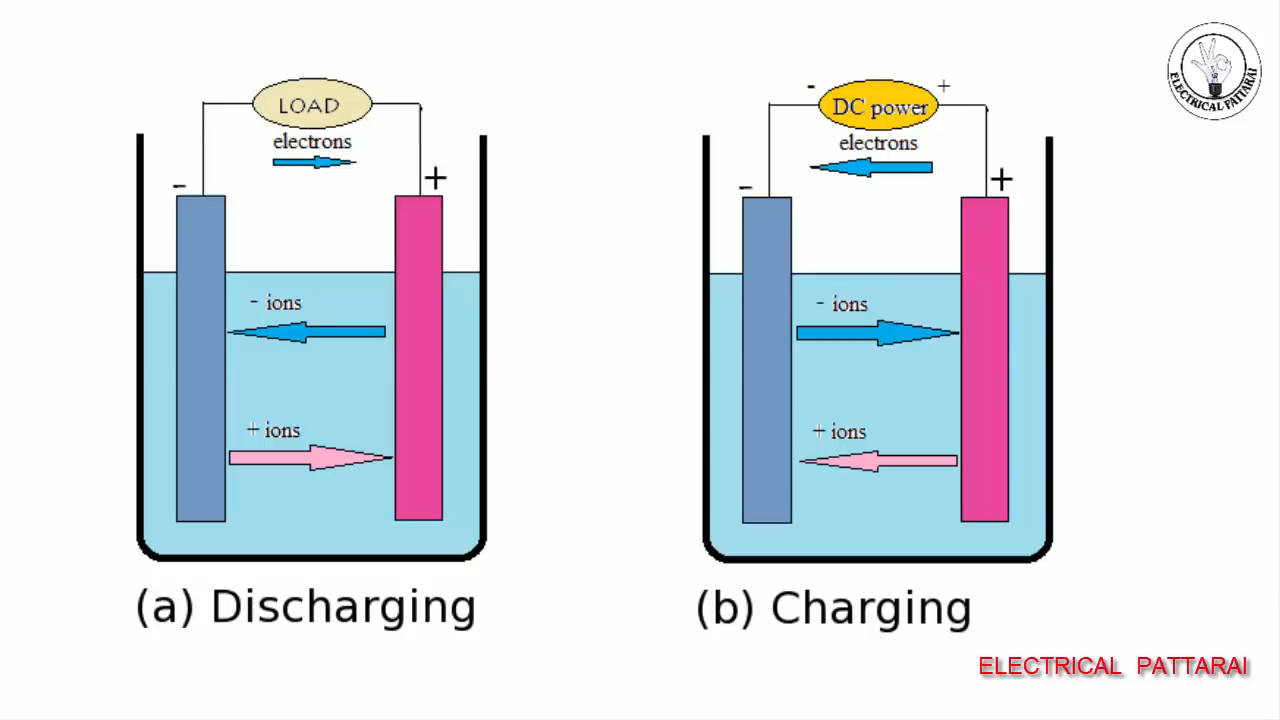 LOAD
electrons
-
+
- ions
+ ions
(a) Discharging
- +
DC power
electrons
-
+
- ions
+ ions
(b) Charging
ELECTRICAL PATTARAI
ELECTRICAL PATTARAI